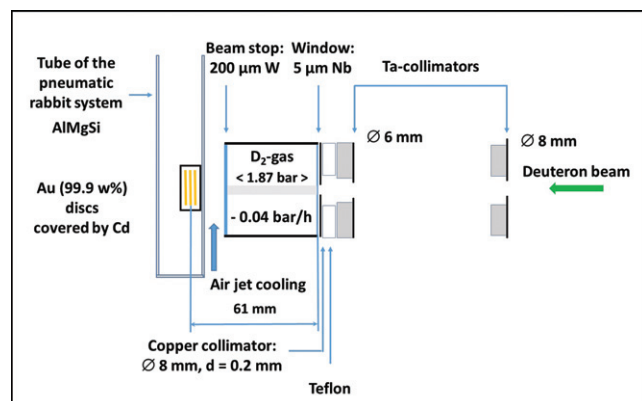 Tube of the
pneumatic
rabbit system
AlMgSi
Au (99.9 w%)
discs
covered by Cd
Beam stop:
200 µm W
Window:
5 µm Nb
Ta-collimators
∅ 6 mm
∅ 8 mm
Deuteron beam
D₂-gas
< 1.87 bar >
- 0.04 bar/h
Air jet cooling
61 mm
Copper collimator:
∅ 8 mm, d = 0.2 mm
Teflon